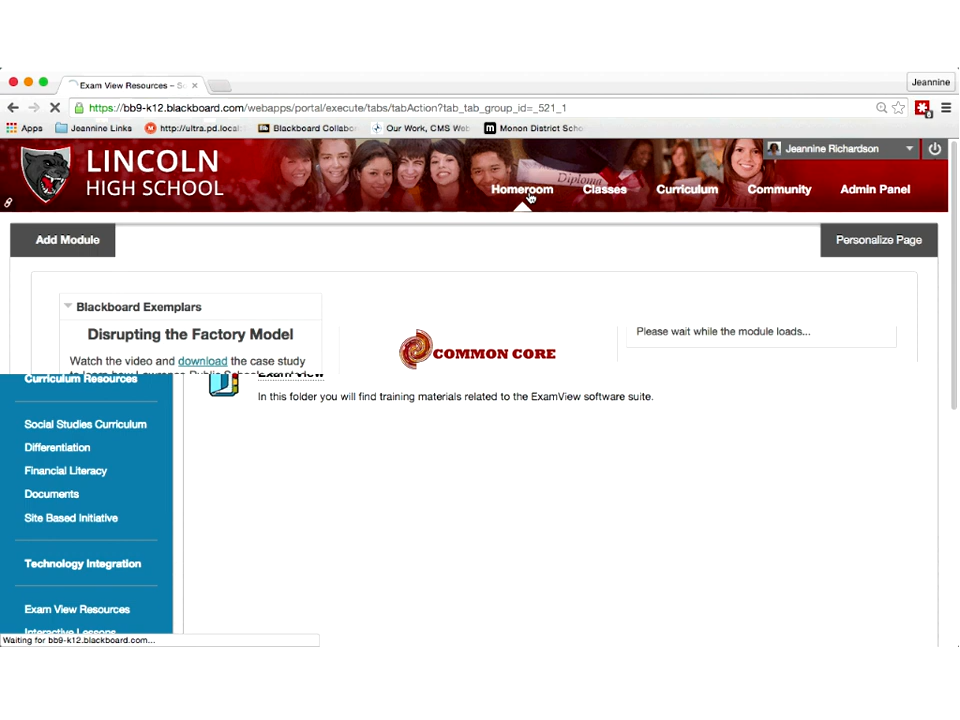 Exam View Resources – S
Jeannine
https://bb9-k12.blackboard.com/webapps/portal/execute/tabs/tabAction?tab_tab_group_id=_521_1
Apps
Jeannine Links
http://ultra.pd.local
Blackboard Collabo
Our Work, CMS Web
Monon District Scho
LINCOLN
HIGH SCHOOL
Diploma
Jeannine Richardson
Homeroom
Classes
Curriculum
Community
Admin Panel
Add Module
Personalize Page
Blackboard Exemplars
Disrupting the Factory Model
Watch the video and download the case study
COMMON CORE
Please wait while the module loads...
Curriculum Resources
Exam View
In this folder you will find training materials related to the ExamView software suite.
Social Studies Curriculum
Differentiation
Financial Literacy
Documents
Site Based Initiative
Technology Integration
Exam View Resources
Interactive Lessons
Waiting for bb9-k12.blackboard.com...